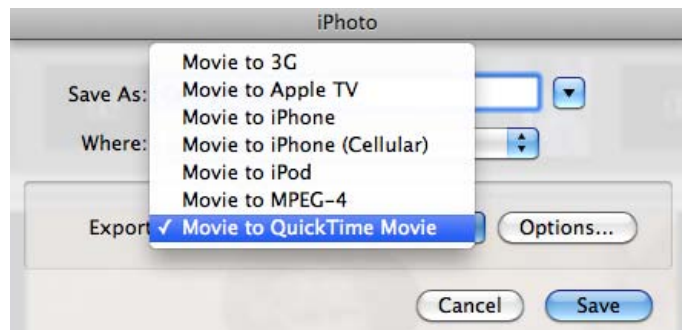 iPhoto
Movie to 3G
Save As: Movie to Apple TV
Movie to iPhone
Where: Movie to iPhone (Cellular)
Movie to iPod
Movie to MPEG-4
Export ✓ Movie to QuickTime Movie Options...
Cancel Save